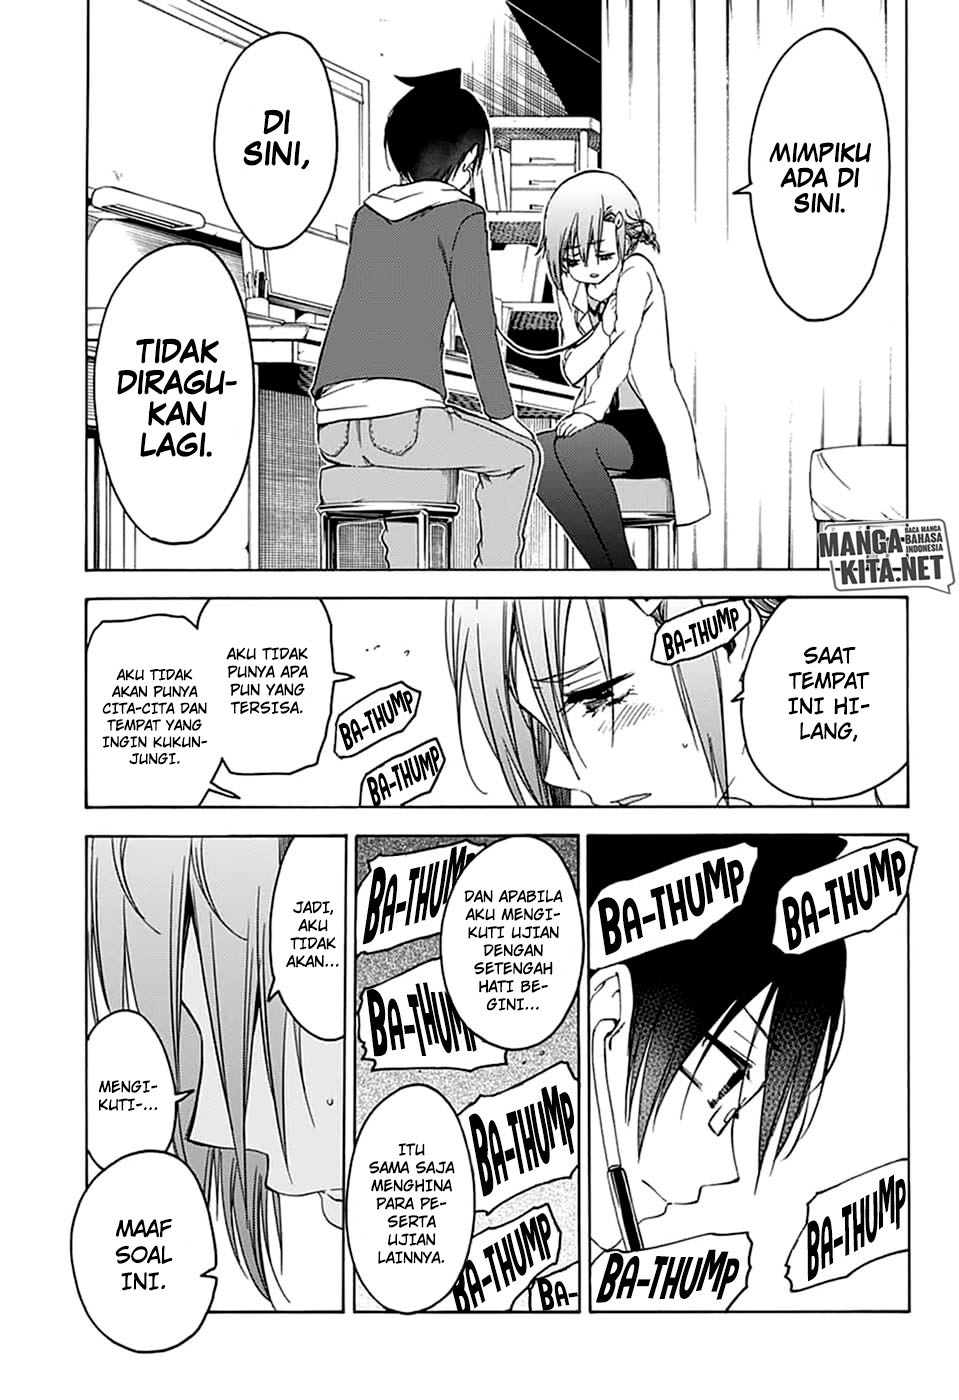 MIMPIKU
ADA DI
SINI.
DI
SINI,
TIDAK
DIRAGU-
KAN
LAGI.
MANGA
KITA.NET
BACA MANGA
BAHASA
INDONESIA
SAAT
TEMPAT
INI HI-
LANG,
BA-THUMP
AKU TIDAK
PUNYA APA
PUN YANG
TERSISA.
BA-THUMP
BA-THUMP
AKU TIDAK
AKAN PUNYA
CITA-CITA DAN
TEMPAT YANG
INGIN KUKUN-
JUNGI.
BA-THUMP
BA-THUMP
BA-THUMP
BA-THUMP
DAN APABILA
AKU MENGI-
KUTI UJIAN
DENGAN
SETENGAH
HATI BE-
GINI...
BA-THUMP
BA-THUMP
BA-THUMP
BA-THUMP
BA-
ITU
SAMA SAJA
MENGHINA
PARA PE-
SERTA
UJIAN
LAINNYA.
JADI,
AKU
TIDAK
AKAN...
MENGI-
KUTI-...
MAAF
SOAL
INI.